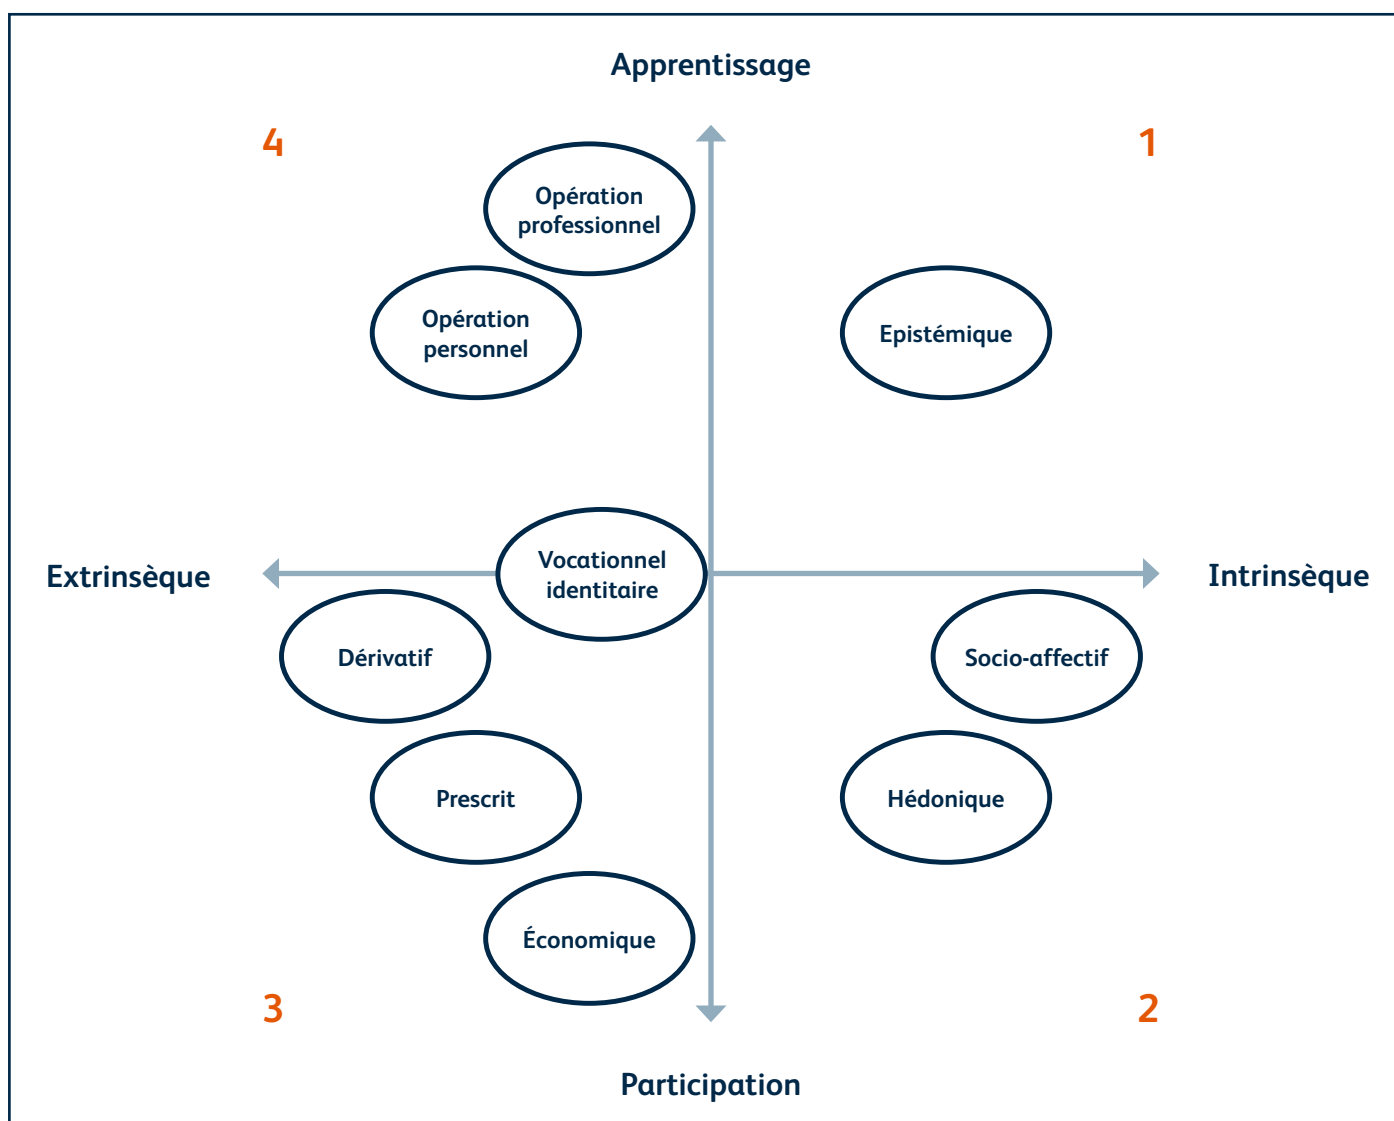 Apprentissage
4
1
Opération
professionnel
Opération
personnel
Epistémique
Extrinsèque
Vocationnel
identitaire
Intrinsèque
Dérivatif
Socio-affectif
Prescrit
Hédonique
Économique
3
2
Participation